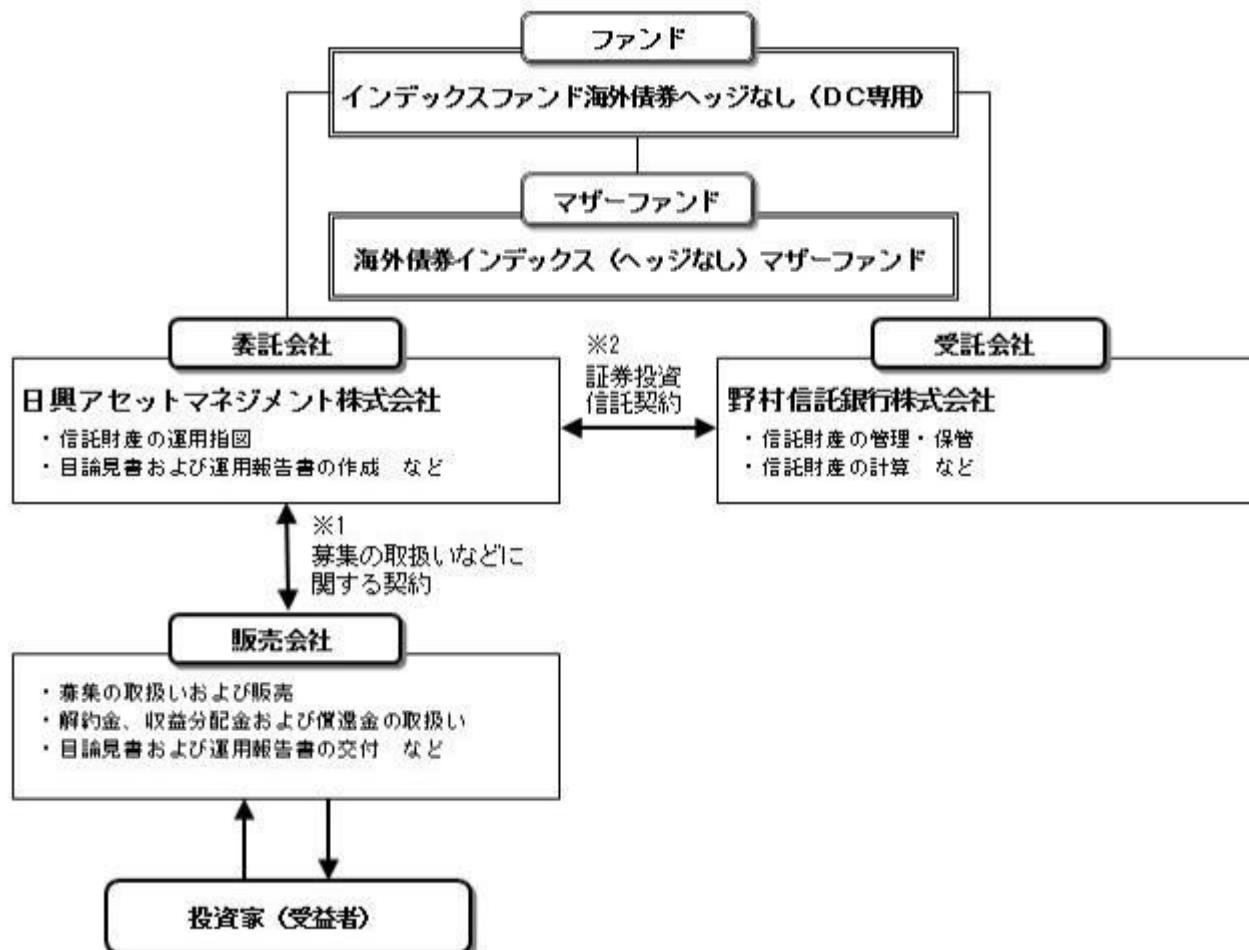 ファンド
インデックスファンド海外債券ヘッジなし（DC専用）
マザーファンド
海外債券インデックス（ヘッジなし）マザーファンド
委託会社
日興アセットマネジメント株式会社
・信託財産の運用指図
・目論見書および運用報告書の作成　など
※2
証券投資
信託契約
受託会社
野村信託銀行株式会社
・信託財産の管理・保管
・信託財産の計算　など
※1
募集の取扱いなどに
関する契約
販売会社
・募集の取扱いおよび販売
・解約金、収益分配金および償還金の取扱い
・目論見書および運用報告書の交付　など
投資家（受益者）